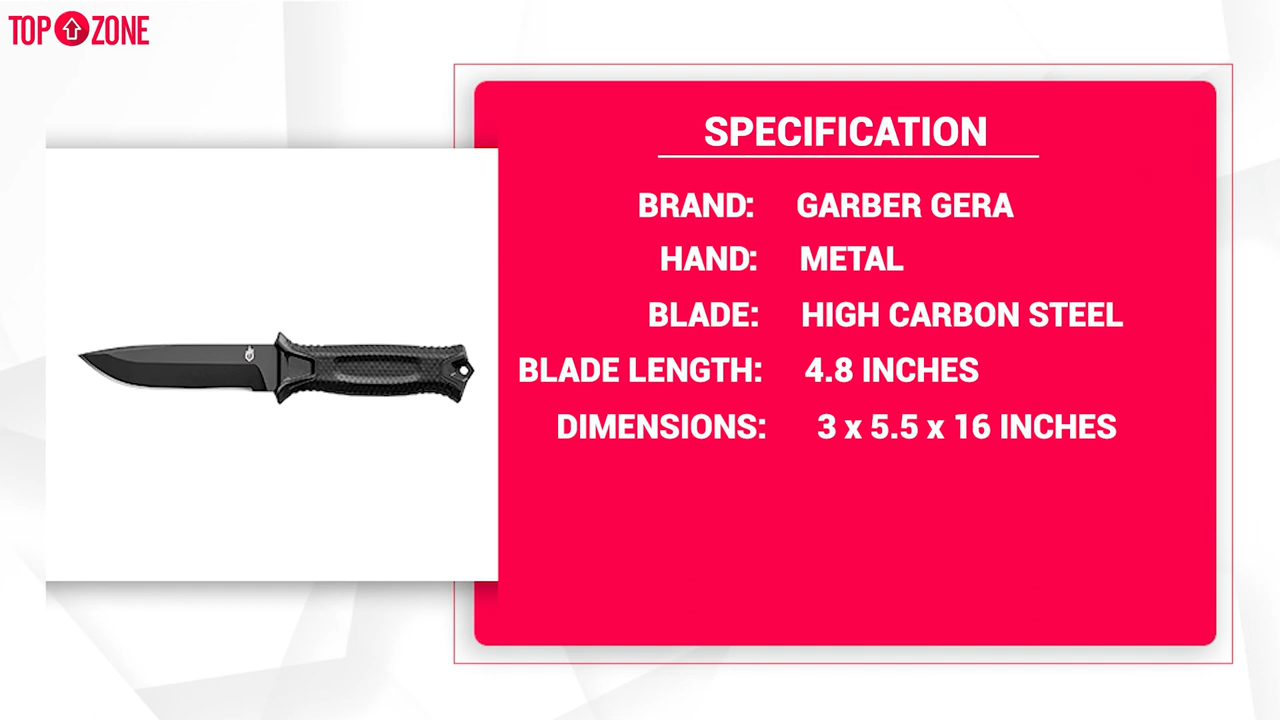 TOP ZONE
SPECIFICATION
BRAND: GARBER GERA
HAND: METAL
BLADE: HIGH CARBON STEEL
BLADE LENGTH: 4.8 INCHES
DIMENSIONS: 3 x 5.5 x 16 INCHES